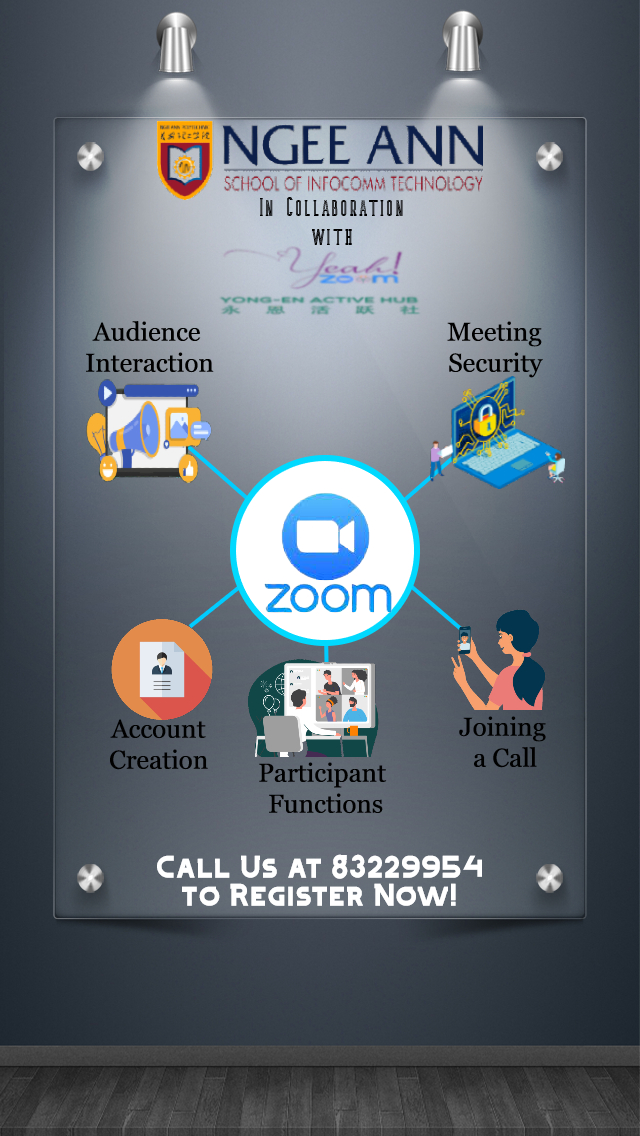 NGEE ANN
SCHOOL OF INFOCOMM TECHNOLOGY
In Collaboration
with
Yeah!
zoom
YONG-EN ACTIVE HUB
永恩活跃社
Audience
Interaction
Meeting
Security
zoom
Account
Creation
Participant
Functions
Joining
a Call
Call Us at 83229954
to Register Now!